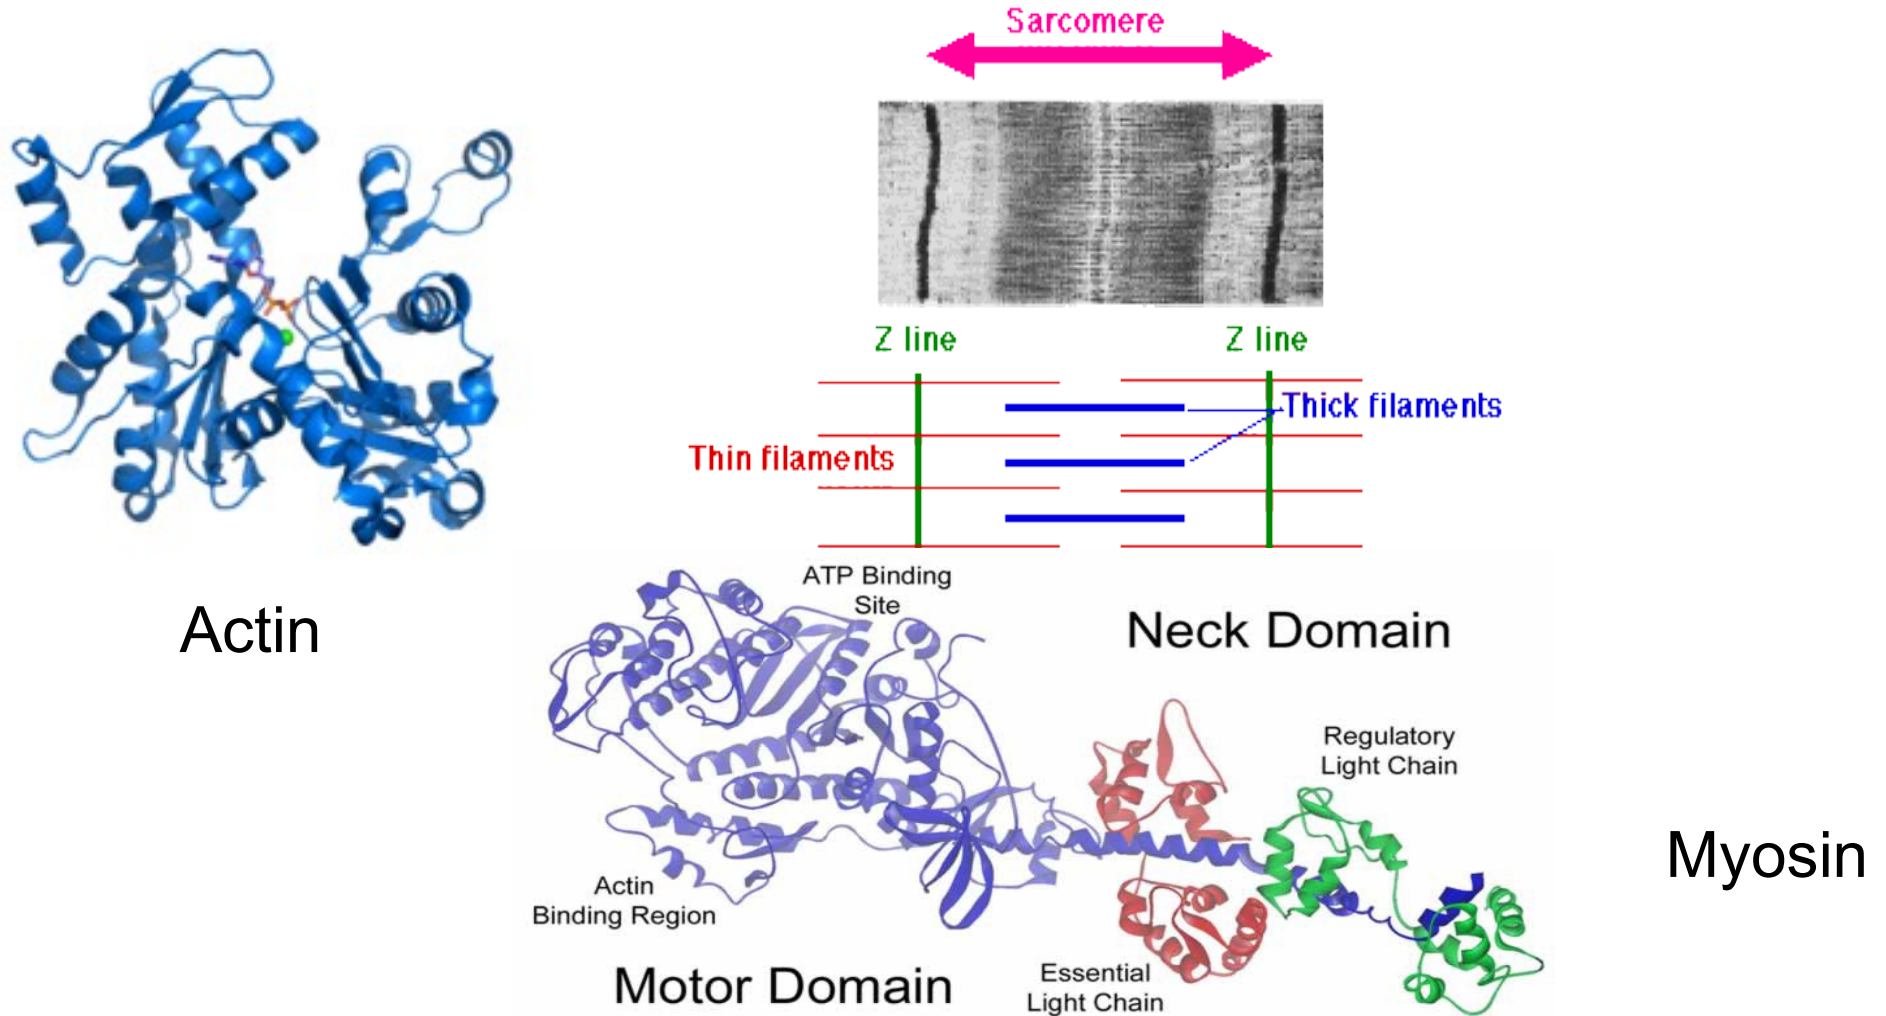 Sarcomere
Z line
Z line
Thick filaments
Thin filaments
ATP Binding
Site
Actin
Neck Domain
Regulatory
Light Chain
Myosin
Actin
Binding Region
Essential
Light Chain
Motor Domain